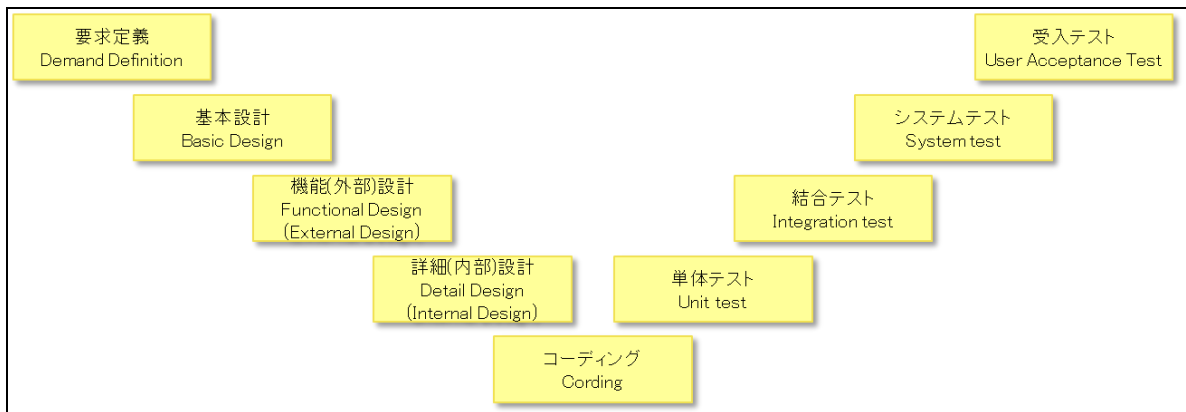 要求定義
Demand Definition
受入テスト
User Acceptance Test
基本設計
Basic Design
システムテスト
System test
機能(外部)設計
Functional Design
(External Design)
結合テスト
Integration test
詳細(内部)設計
Detail Design
(Internal Design)
単体テスト
Unit test
コーディング
Cording